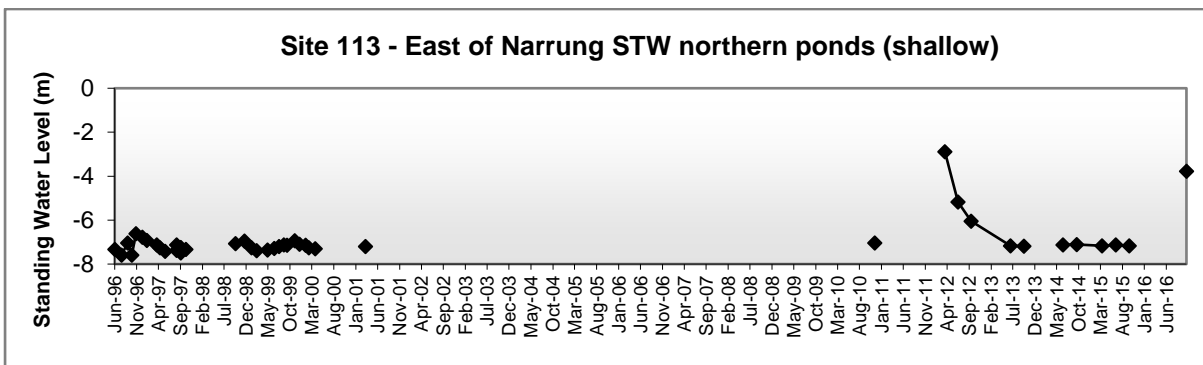 Site 113 - East of Narrung STW northern ponds (shallow)
Standing Water Level (m)
0
-2
-4
-6
-8
Jun-96
Nov-96
Apr-97
Sep-97
Feb-98
Jul-98
Dec-98
May-99
Oct-99
Mar-00
Aug-00
Jan-01
Jun-01
Nov-01
Apr-02
Sep-02
Feb-03
Jul-03
Dec-03
May-04
Oct-04
Mar-05
Aug-05
Jan-06
Jun-06
Nov-06
Apr-07
Sep-07
Feb-08
Jul-08
Dec-08
May-09
Oct-09
Mar-10
Aug-10
Jan-11
Jun-11
Nov-11
Apr-12
Sep-12
Feb-13
Jul-13
Dec-13
May-14
Oct-14
Mar-15
Aug-15
Jan-16
Jun-16